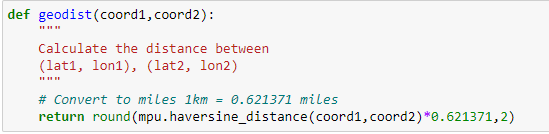 def geodist(coord1,coord2):
    """
    Calculate the distance between
    (lat1, lon1), (lat2, lon2)
    """
    # Convert to miles 1km = 0.621371 miles
    return round(mpu.haversine_distance(coord1,coord2)*0.621371,2)